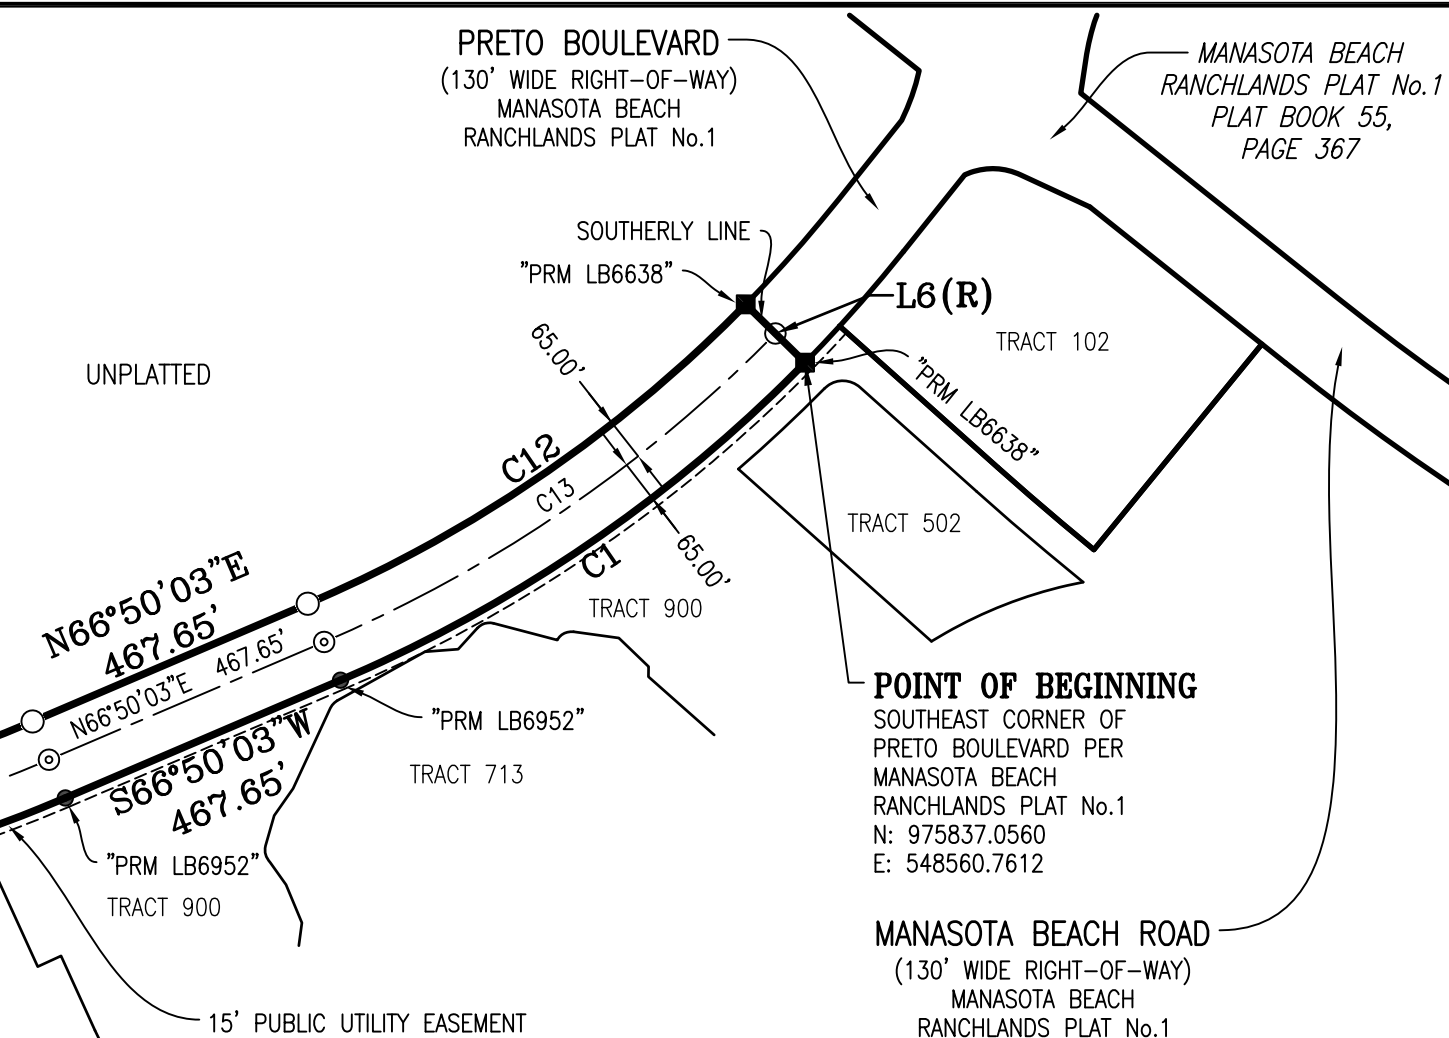 PRETO BOULEVARD
(130' WIDE RIGHT-OF-WAY)
MANASOTA BEACH
RANCHLANDS PLAT No.1
MANASOTA BEACH
RANCHLANDS PLAT No.1
PLAT BOOK 55,
PAGE 367
SOUTHERLY LINE
"PRM LB6638"
L6(R)
TRACT 102
65.00'
UNPLATTED
"PRM LB6638"
C12
C13
TRACT 502
C1
65.00'
TRACT 900
N66°50'03"E
467.65'
N66°50'03"E 467.65'
S66°50'03"W
467.65'
"PRM LB6952"
TRACT 713
POINT OF BEGINNING
SOUTHEAST CORNER OF
PRETO BOULEVARD PER
MANASOTA BEACH
RANCHLANDS PLAT No.1
N: 975837.0560
E: 548560.7612
"PRM LB6952"
TRACT 900
MANASOTA BEACH ROAD
(130' WIDE RIGHT-OF-WAY)
MANASOTA BEACH
RANCHLANDS PLAT No.1
15' PUBLIC UTILITY EASEMENT